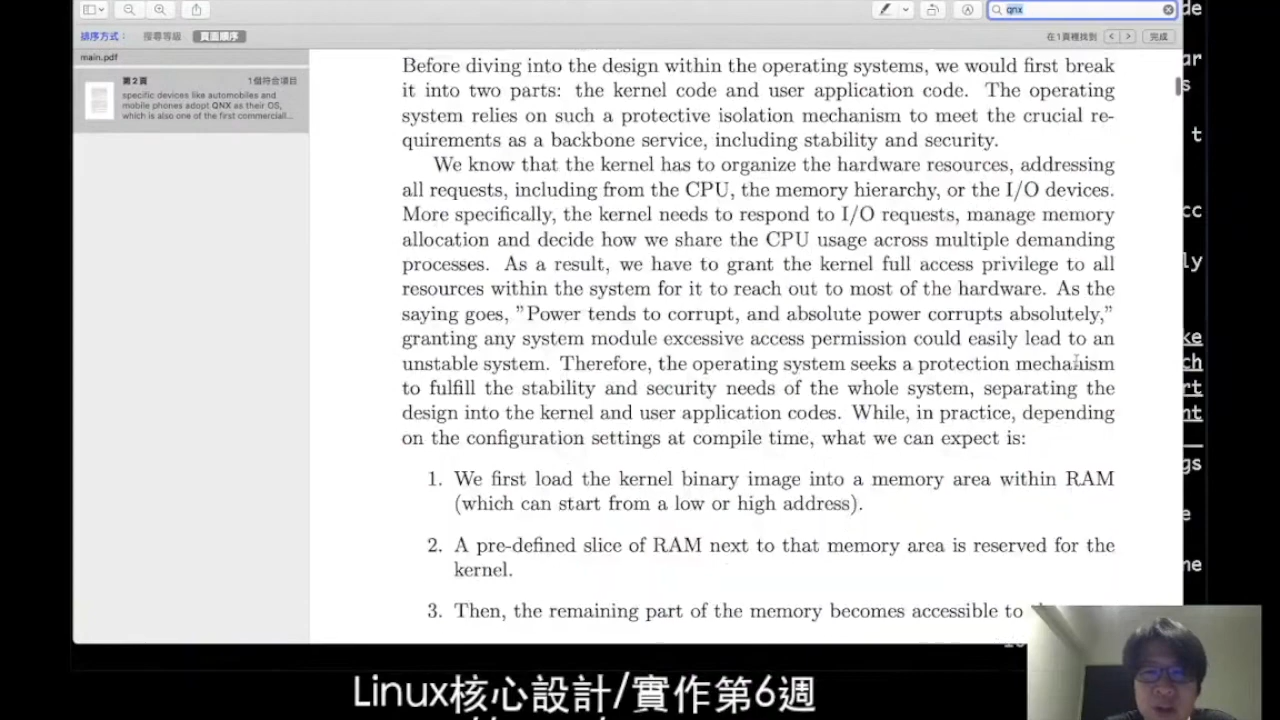 qnx
排序方式：
搜尋等級
頁面順序
在1頁裡找到
完成
main.pdf
第2頁
1個符合項目
specific devices like automobiles and
mobile phones adopt QNX as their OS,
which is also one of the first commerciall...
Before diving into the design within the operating systems, we would first break
it into two parts: the kernel code and user application code. The operating
system relies on such a protective isolation mechanism to meet the crucial re-
quirements as a backbone service, including stability and security.
We know that the kernel has to organize the hardware resources, addressing
all requests, including from the CPU, the memory hierarchy, or the I/O devices.
More specifically, the kernel needs to respond to I/O requests, manage memory
allocation and decide how we share the CPU usage across multiple demanding
processes. As a result, we have to grant the kernel full access privilege to all
resources within the system for it to reach out to most of the hardware. As the
saying goes, ”Power tends to corrupt, and absolute power corrupts absolutely,”
granting any system module excessive access permission could easily lead to an
unstable system. Therefore, the operating system seeks a protection mechanism
to fulfill the stability and security needs of the whole system, separating the
design into the kernel and user application codes. While, in practice, depending
on the configuration settings at compile time, what we can expect is:
1. We first load the kernel binary image into a memory area within RAM
(which can start from a low or high address).
2. A pre-defined slice of RAM next to that memory area is reserved for the
kernel.
3. Then, the remaining part of the memory becomes accessible to
Linux核心設計/實作第6週